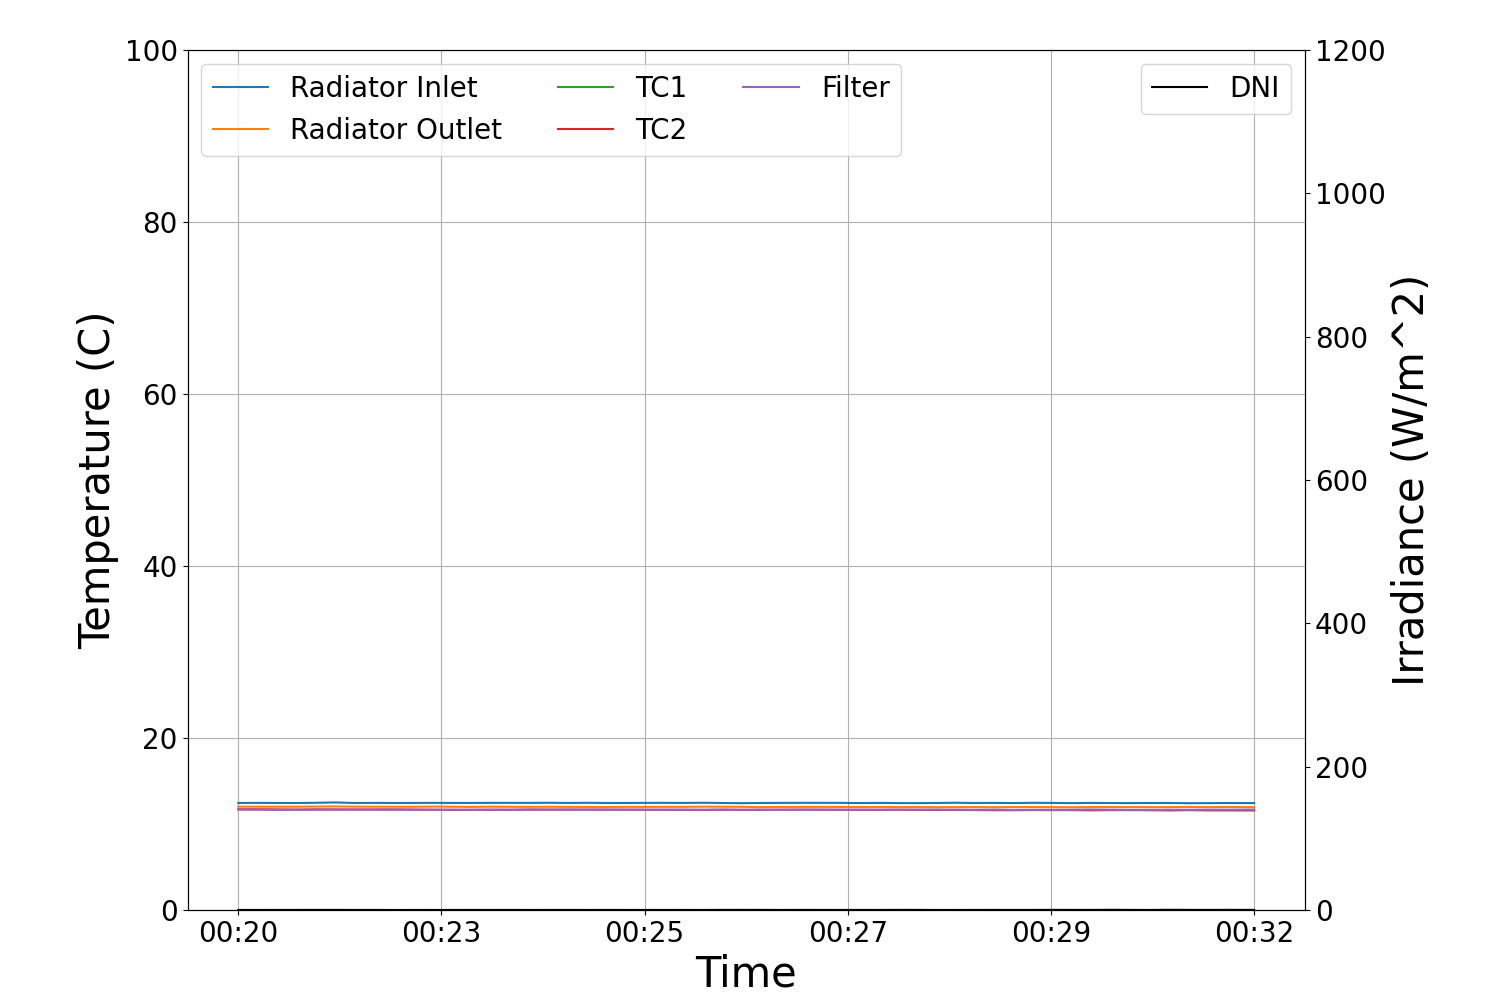 Radiator Inlet
Radiator Outlet
TC1
TC2
Filter
DNI
Temperature (C)
100
80
60
40
20
0
Irradiance (W/m^2)
1200
1000
800
600
400
200
0
00:20 00:23 00:25 00:27 00:29 00:32
Time